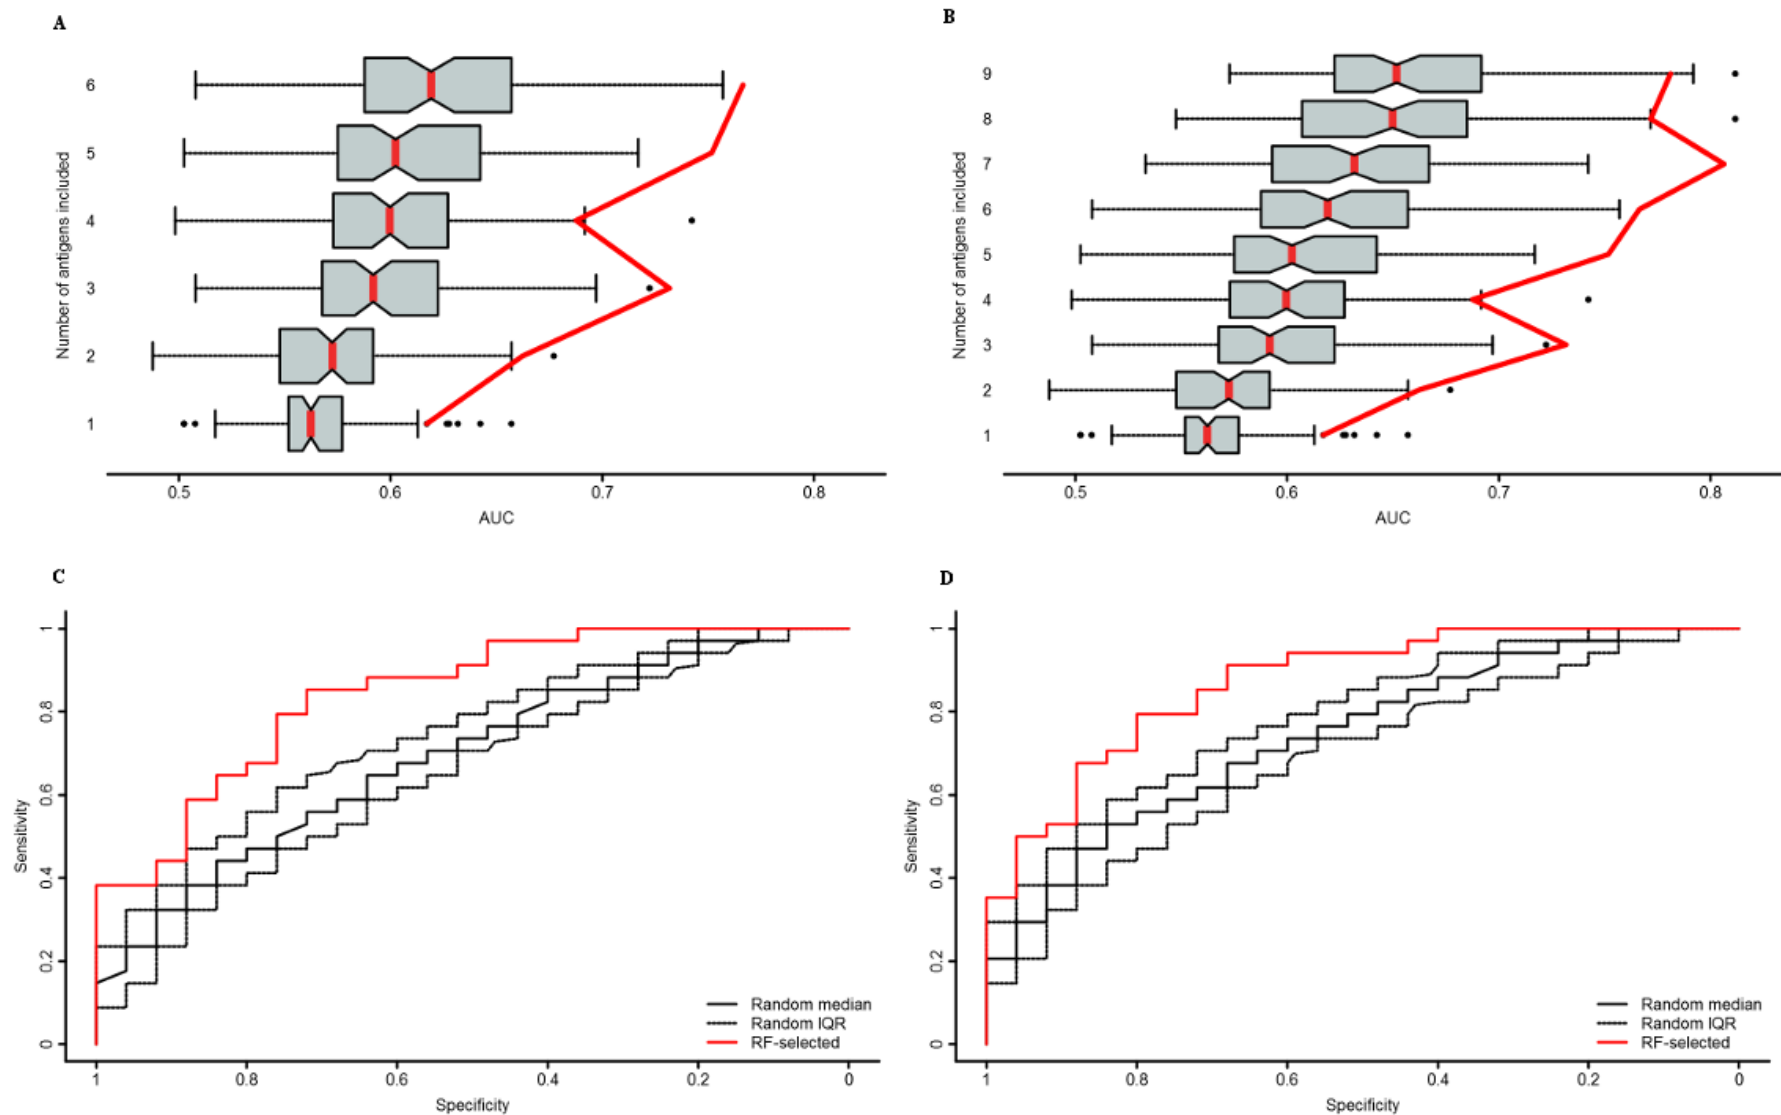 A
Number of antigens included
6
5
4
3
2
1
0.5 0.6 0.7 0.8
AUC
B
Number of antigens included
9
8
7
6
5
4
3
2
1
0.5 0.6 0.7 0.8
AUC
C
Sensitivity
1
0.8
0.6
0.4
0.2
0
Random median
Random IQR
RF-selected
1 0.8 0.6 0.4 0.2 0
Specificity
D
Sensitivity
1
0.8
0.6
0.4
0.2
0
Random median
Random IQR
RF-selected
1 0.8 0.6 0.4 0.2 0
Specificity